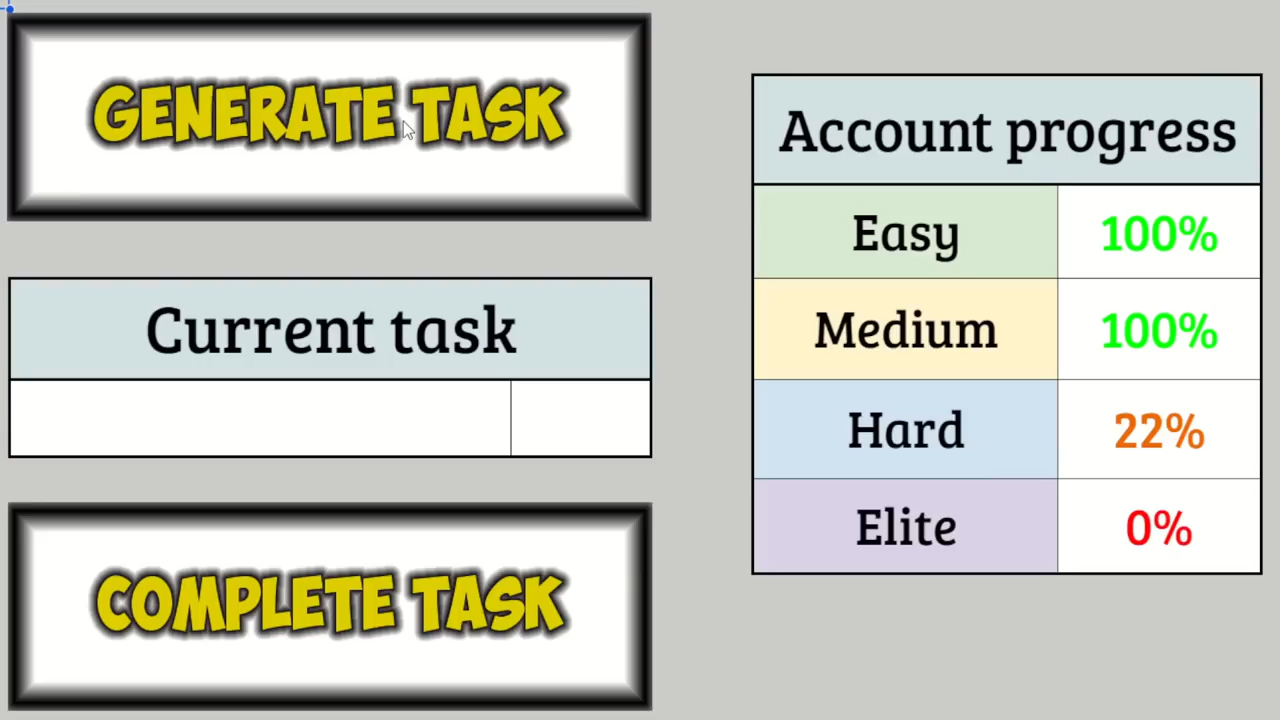 GENERATE TASK
Current task
COMPLETE TASK
Account progress
Easy 100%
Medium 100%
Hard 22%
Elite 0%